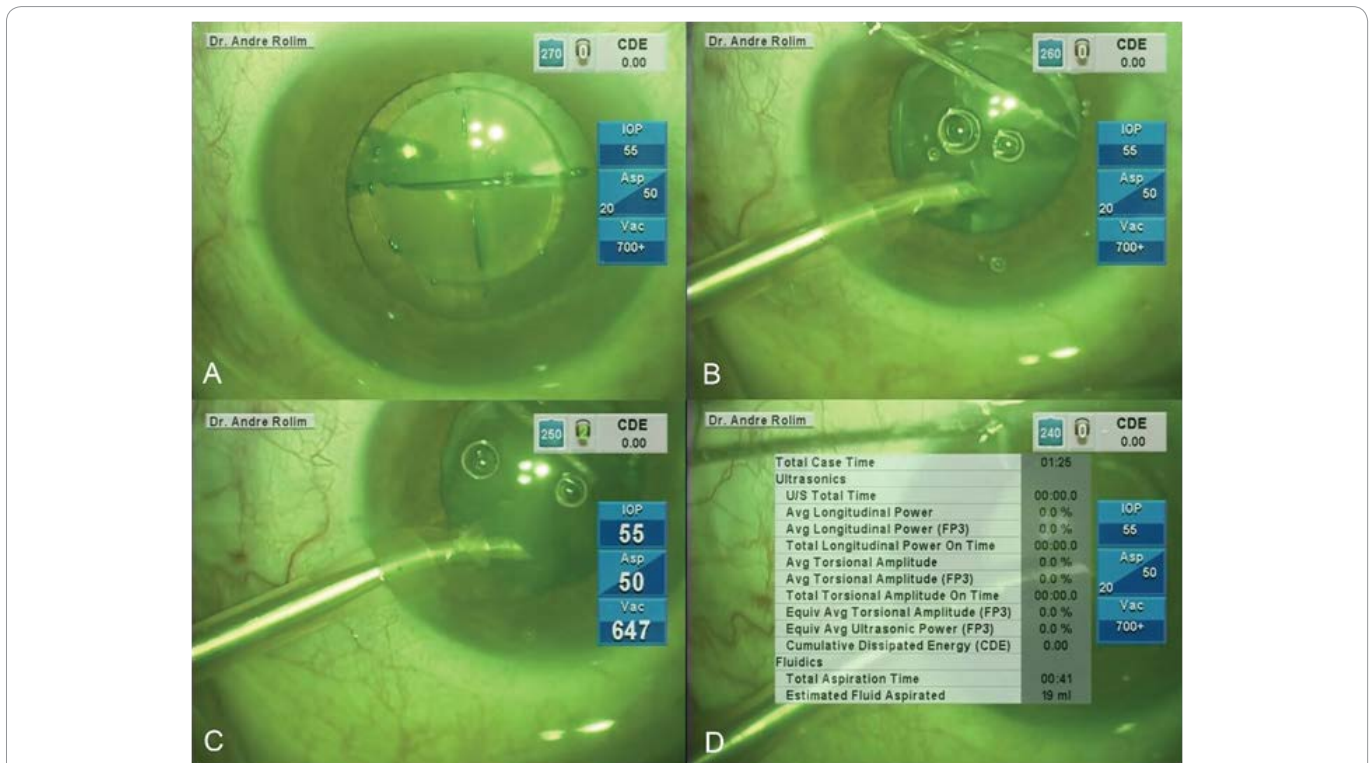 Dr. Andre Rolim
270 0 CDE
0.00
IOP
55
Asp
50
20
Vac
700+
A
Dr. Andre Rolim
260 0 CDE
0.00
IOP
55
Asp
50
20
Vac
700+
B
Dr. Andre Rolim
250 2 CDE
0.00
IOP
55
Asp
50
Vac
647
C
Dr. Andre Rolim
240 0 CDE
0.00
Total Case Time 01:25
Ultrasonics
U/S Total Time 00:00.0
Avg Longitudinal Power 0.0 %
Avg Longitudinal Power (FP3) 0.0 %
Total Longitudinal Power On Time 00:00.0
Avg Torsional Amplitude 0.0 %
Avg Torsional Amplitude (FP3) 0.0 %
Total Torsional Amplitude On Time 00:00.0
Equiv Avg Torsional Amplitude (FP3) 0.0 %
Equiv Avg Ultrasonic Power (FP3) 0.0 %
Cumulative Dissipated Energy (CDE) 0.00
Fluidics
Total Aspiration Time 00:41
Estimated Fluid Aspirated 19 ml
IOP
55
Asp
50
20
Vac
700+
D